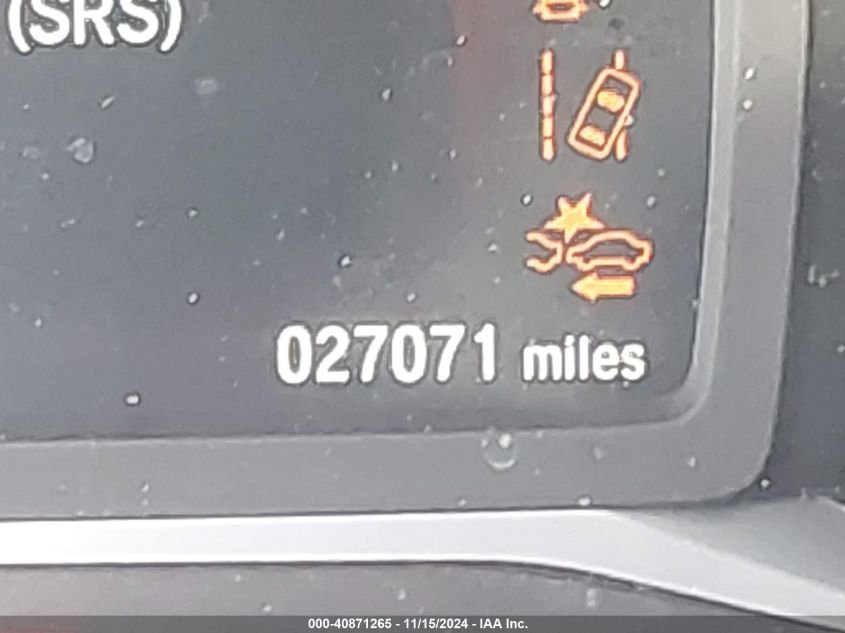 (SRS)
027071 miles
000-40871265 - 11/15/2024 - IAA Inc.